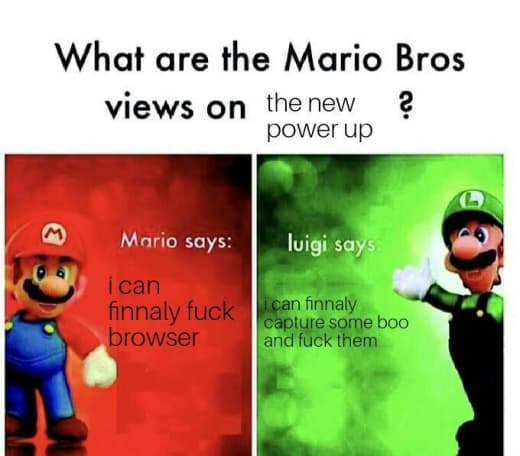 What are the Mario Bros
views on the new power up ?
Mario says:
i can
finnaly fuck
browser
luigi says:
i can finnaly
capture some boo
and fuck them
M
L